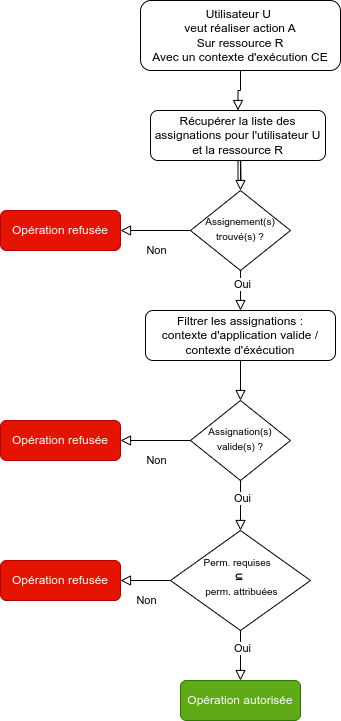 Utilisateur U
veut réaliser action A
Sur ressource R
Avec un contexte d'exécution CE
Récupérer la liste des
assignations pour l'utilisateur U
et la ressource R
Assignement(s)
trouvé(s) ?
Opération refusée
Non
Oui
Filtrer les assignations :
contexte d'application valide /
contexte d'éxécution
Assignation(s)
valide(s) ?
Opération refusée
Non
Oui
Perm. requises
⊆
perm. attribuées
Opération refusée
Non
Oui
Opération autorisée